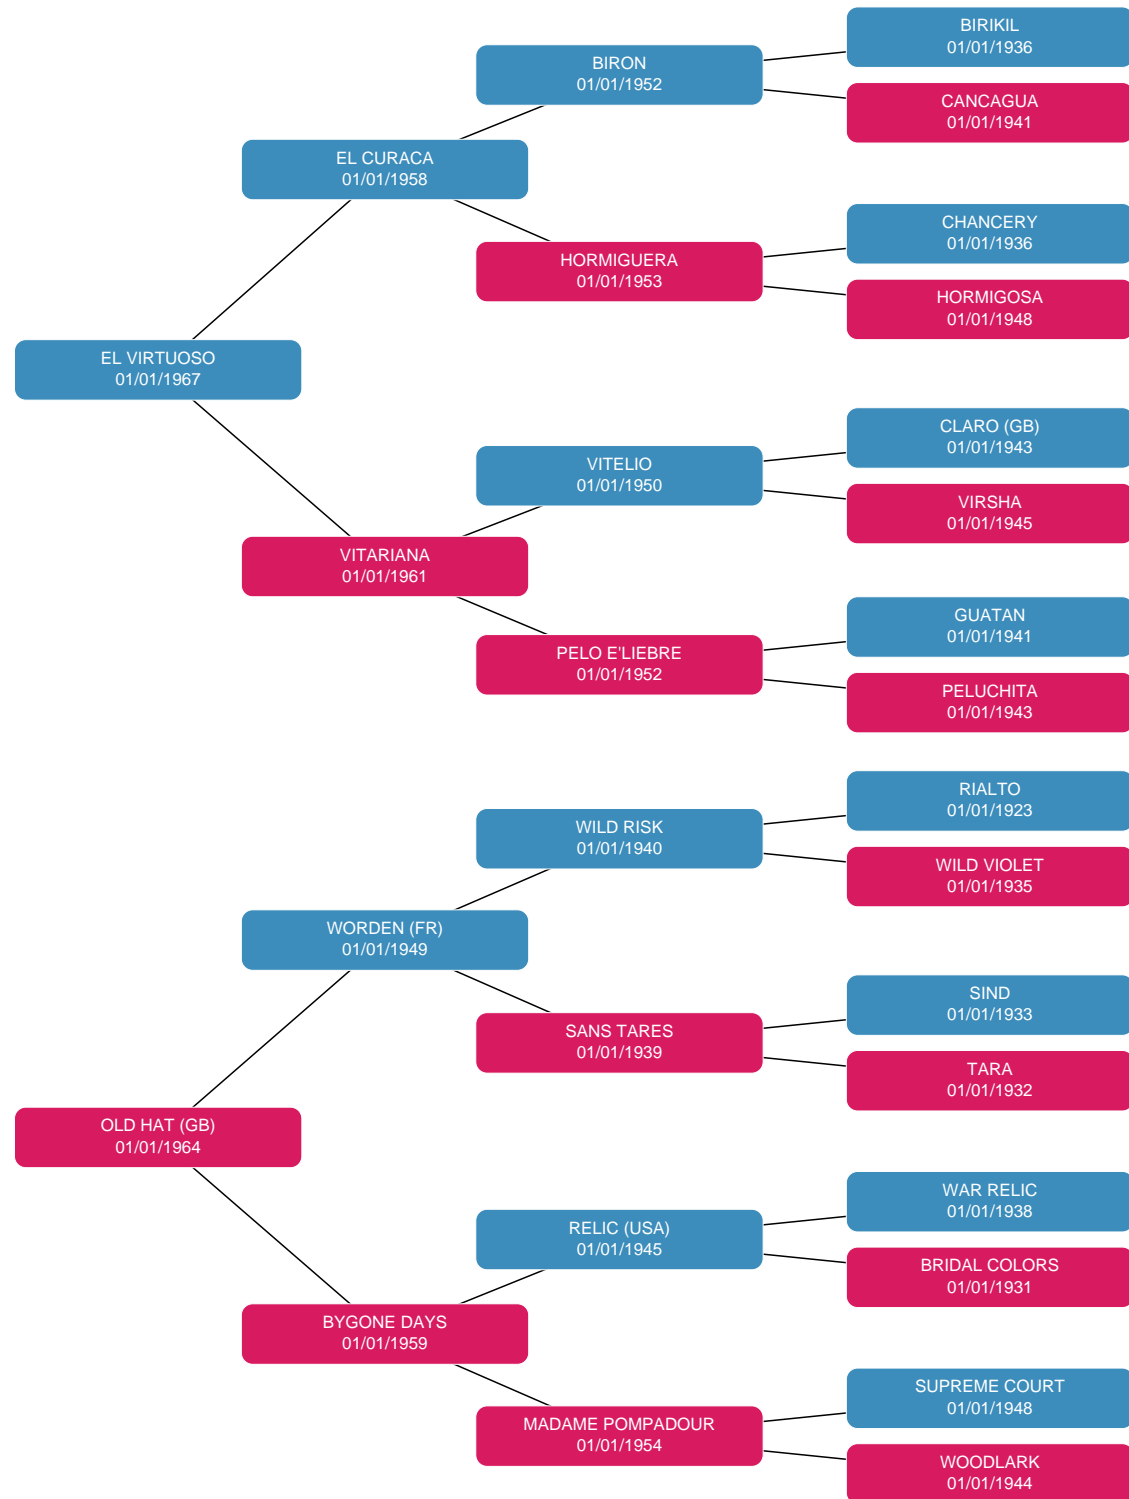 BIRIKIL
01/01/1936
BIRON
01/01/1952
CANCAGUA
01/01/1941
EL CURACA
01/01/1958
CHANCERY
01/01/1936
HORMIGUERA
01/01/1953
HORMIGOSA
01/01/1948
EL VIRTUOSO
01/01/1967
CLARO (GB)
01/01/1943
VITELIO
01/01/1950
VIRSHA
01/01/1945
VITARIANA
01/01/1961
GUATAN
01/01/1941
PELO E'LIEBRE
01/01/1952
PELUCHITA
01/01/1943
RIALTO
01/01/1923
WILD RISK
01/01/1940
WILD VIOLET
01/01/1935
WORDEN (FR)
01/01/1949
SIND
01/01/1933
SANS TARES
01/01/1939
TARA
01/01/1932
OLD HAT (GB)
01/01/1964
WAR RELIC
01/01/1938
RELIC (USA)
01/01/1945
BRIDAL COLORS
01/01/1931
BYGONE DAYS
01/01/1959
SUPREME COURT
01/01/1948
MADAME POMPADOUR
01/01/1954
WOODLARK
01/01/1944